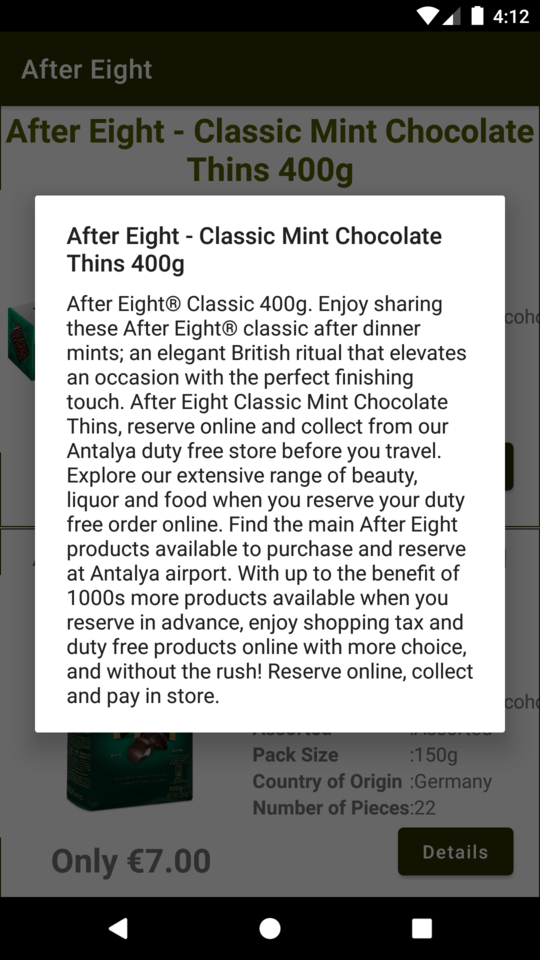 4:12
After Eight
After Eight - Classic Mint Chocolate
Thins 400g
After Eight - Classic Mint Chocolate
Thins 400g
After Eight® Classic 400g. Enjoy sharing
these After Eight® classic after dinner
mints; an elegant British ritual that elevates
an occasion with the perfect finishing
touch. After Eight Classic Mint Chocolate
Thins, reserve online and collect from our
Antalya duty free store before you travel.
Explore our extensive range of beauty,
liquor and food when you reserve your duty
free order online. Find the main After Eight
products available to purchase and reserve
at Antalya airport. With up to the benefit of
1000s more products available when you
reserve in advance, enjoy shopping tax and
duty free products online with more choice,
and without the rush! Reserve online, collect
and pay in store.
Pack Size :150g
Country of Origin :Germany
Number of Pieces:22
Only €7.00
Details